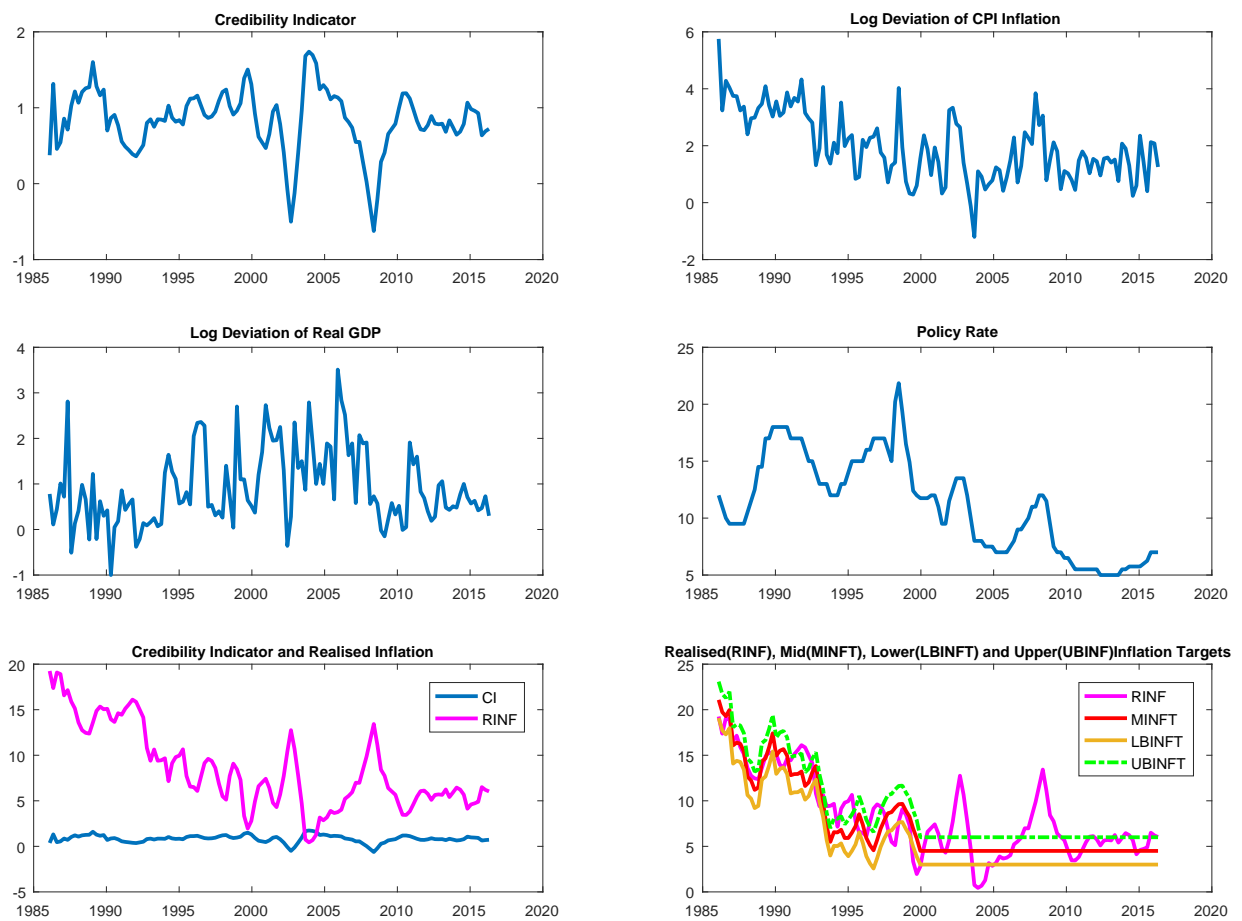 Credibility Indicator
2
1
0
-1
1985 1990 1995 2000 2005 2010 2015 2020
Log Deviation of CPI Inflation
6
4
2
0
-2
1985 1990 1995 2000 2005 2010 2015 2020
Log Deviation of Real GDP
4
3
2
1
0
-1
1985 1990 1995 2000 2005 2010 2015 2020
Policy Rate
25
20
15
10
5
1985 1990 1995 2000 2005 2010 2015 2020
Credibility Indicator and Realised Inflation
20
15
10
5
0
-5
CI
RINF
1985 1990 1995 2000 2005 2010 2015 2020
Realised(RINF), Mid(MINFT), Lower(LBINFT) and Upper(UBINF)Inflation Targets
25
20
15
10
5
0
RINF
MINFT
LBINFT
UBINFT
1985 1990 1995 2000 2005 2010 2015 2020